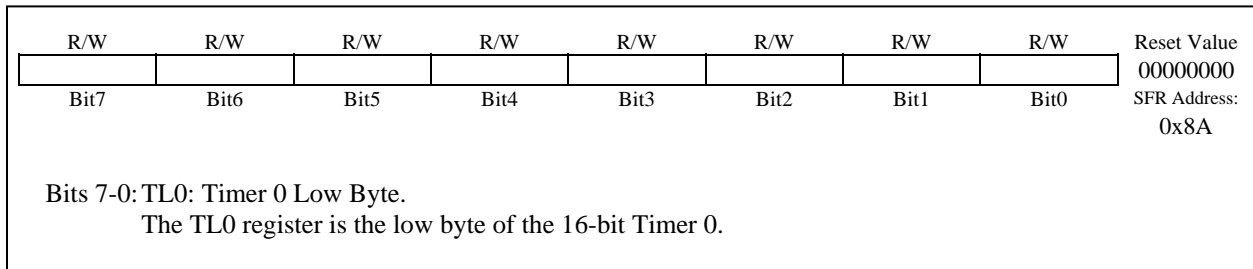 R/W R/W R/W R/W R/W R/W R/W R/W Reset Value
00000000
Bit7 Bit6 Bit5 Bit4 Bit3 Bit2 Bit1 Bit0 SFR Address:
0x8A
Bits 7-0: TL0: Timer 0 Low Byte.
The TL0 register is the low byte of the 16-bit Timer 0.